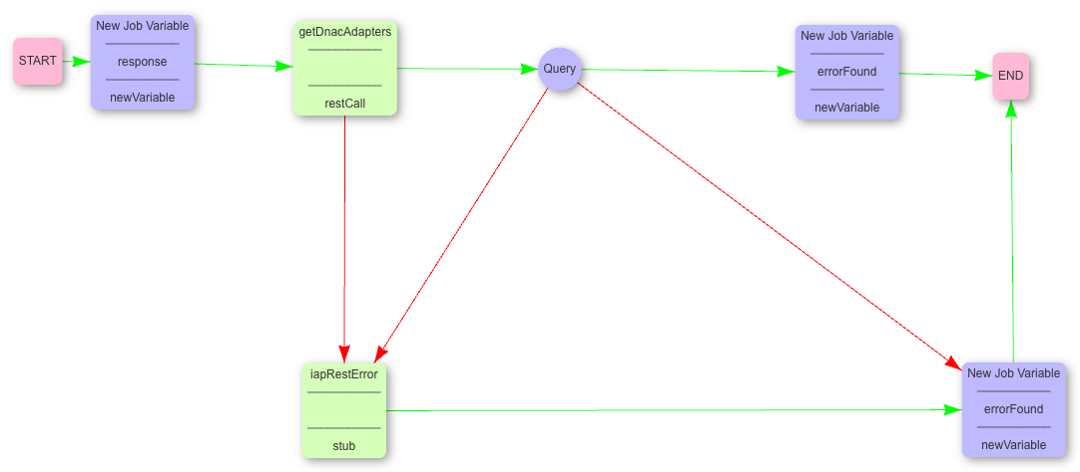 START
New Job Variable
response
newVariable
getDnacAdapters
restCall
Query
New Job Variable
errorFound
newVariable
END
iapRestError
stub
New Job Variable
errorFound
newVariable